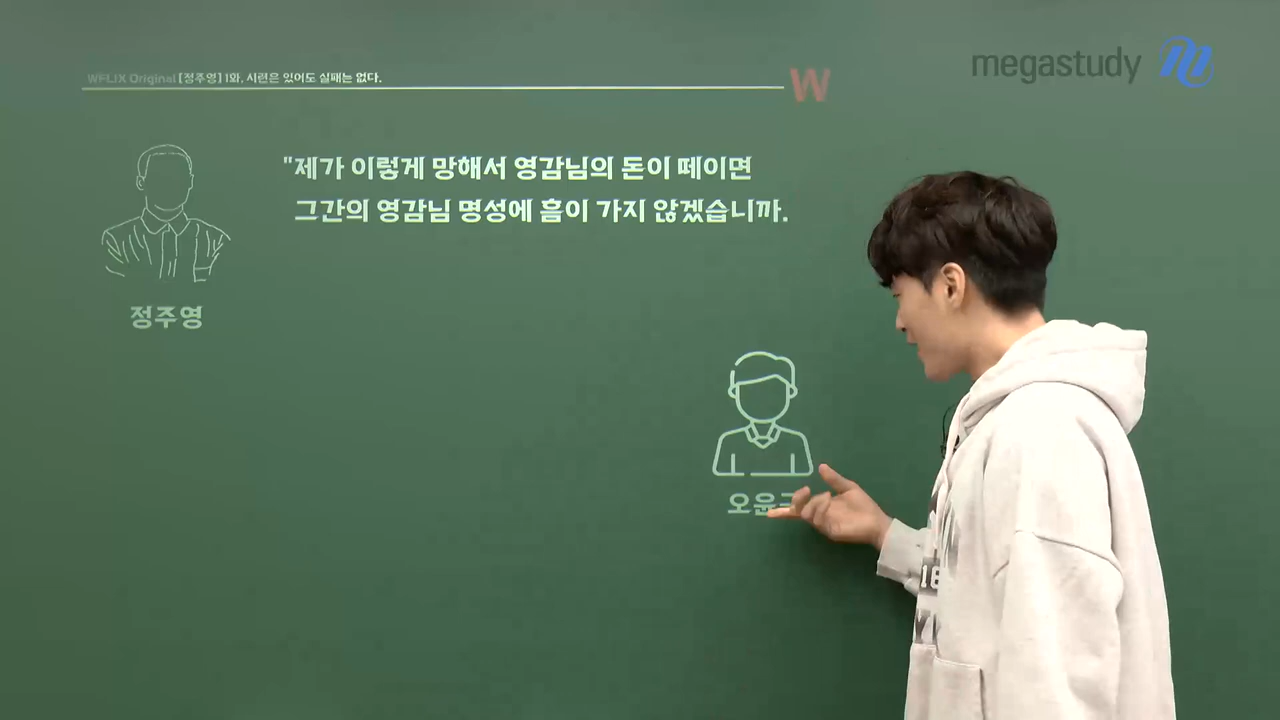 WFLIX Original [정주영] 1화, 시련은 있어도 실패는 없다.
W
megastudy
"제가 이렇게 망해서 영감님의 돈이 떼이면
그간의 영감님 명성에 흠이 가지 않겠습니까.
정주영
16